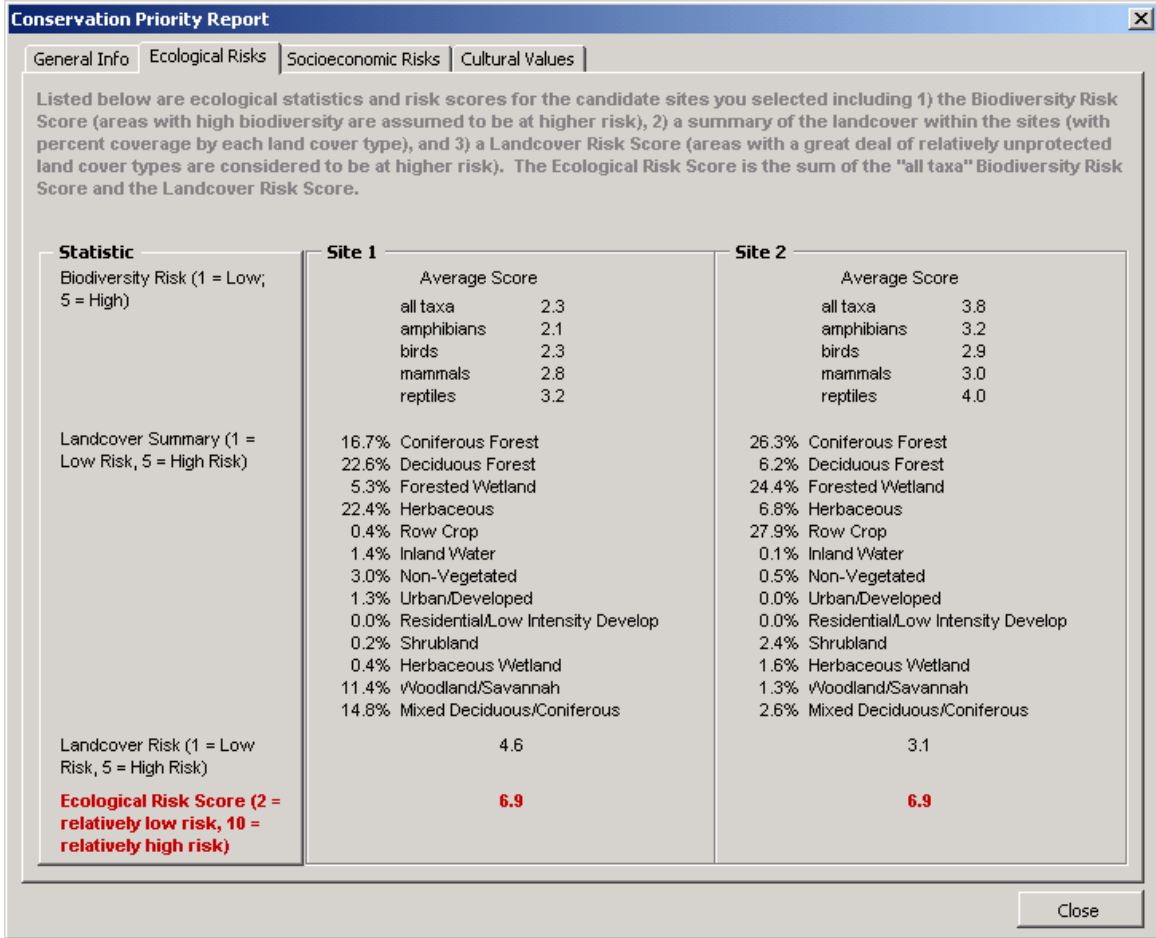 Conservation Priority Report
General Info
Ecological Risks
Socioeconomic Risks
Cultural Values
Listed below are ecological statistics and risk scores for the candidate sites you selected including 1) the Biodiversity Risk
Score (areas with high biodiversity are assumed to be at higher risk), 2) a summary of the landcover within the sites (with
percent coverage by each land cover type), and 3) a Landcover Risk Score (areas with a great deal of relatively unprotected
land cover types are considered to be at higher risk). The Ecological Risk Score is the sum of the "all taxa" Biodiversity Risk
Score and the Landcover Risk Score.
Statistic
Biodiversity Risk (1 = Low;
5 = High)
Landcover Summary (1 =
Low Risk, 5 = High Risk)
Landcover Risk (1 = Low
Risk, 5 = High Risk)
Ecological Risk Score (2 =
relatively low risk, 10 =
relatively high risk)
Site 1
Average Score
all taxa 2.3
amphibians 2.1
birds 2.3
mammals 2.8
reptiles 3.2
16.7% Coniferous Forest
22.6% Deciduous Forest
5.3% Forested Wetland
22.4% Herbaceous
0.4% Row Crop
1.4% Inland Water
3.0% Non-Vegetated
1.3% Urban/Developed
0.0% Residential/Low Intensity Develop
0.2% Shrubland
0.4% Herbaceous Wetland
11.4% Woodland/Savannah
14.8% Mixed Deciduous/Coniferous
4.6
6.9
Site 2
Average Score
all taxa 3.8
amphibians 3.2
birds 2.9
mammals 3.0
reptiles 4.0
26.3% Coniferous Forest
6.2% Deciduous Forest
24.4% Forested Wetland
6.8% Herbaceous
27.9% Row Crop
0.1% Inland Water
0.5% Non-Vegetated
0.0% Urban/Developed
0.0% Residential/Low Intensity Develop
2.4% Shrubland
1.6% Herbaceous Wetland
1.3% Woodland/Savannah
2.6% Mixed Deciduous/Coniferous
3.1
6.9
Close